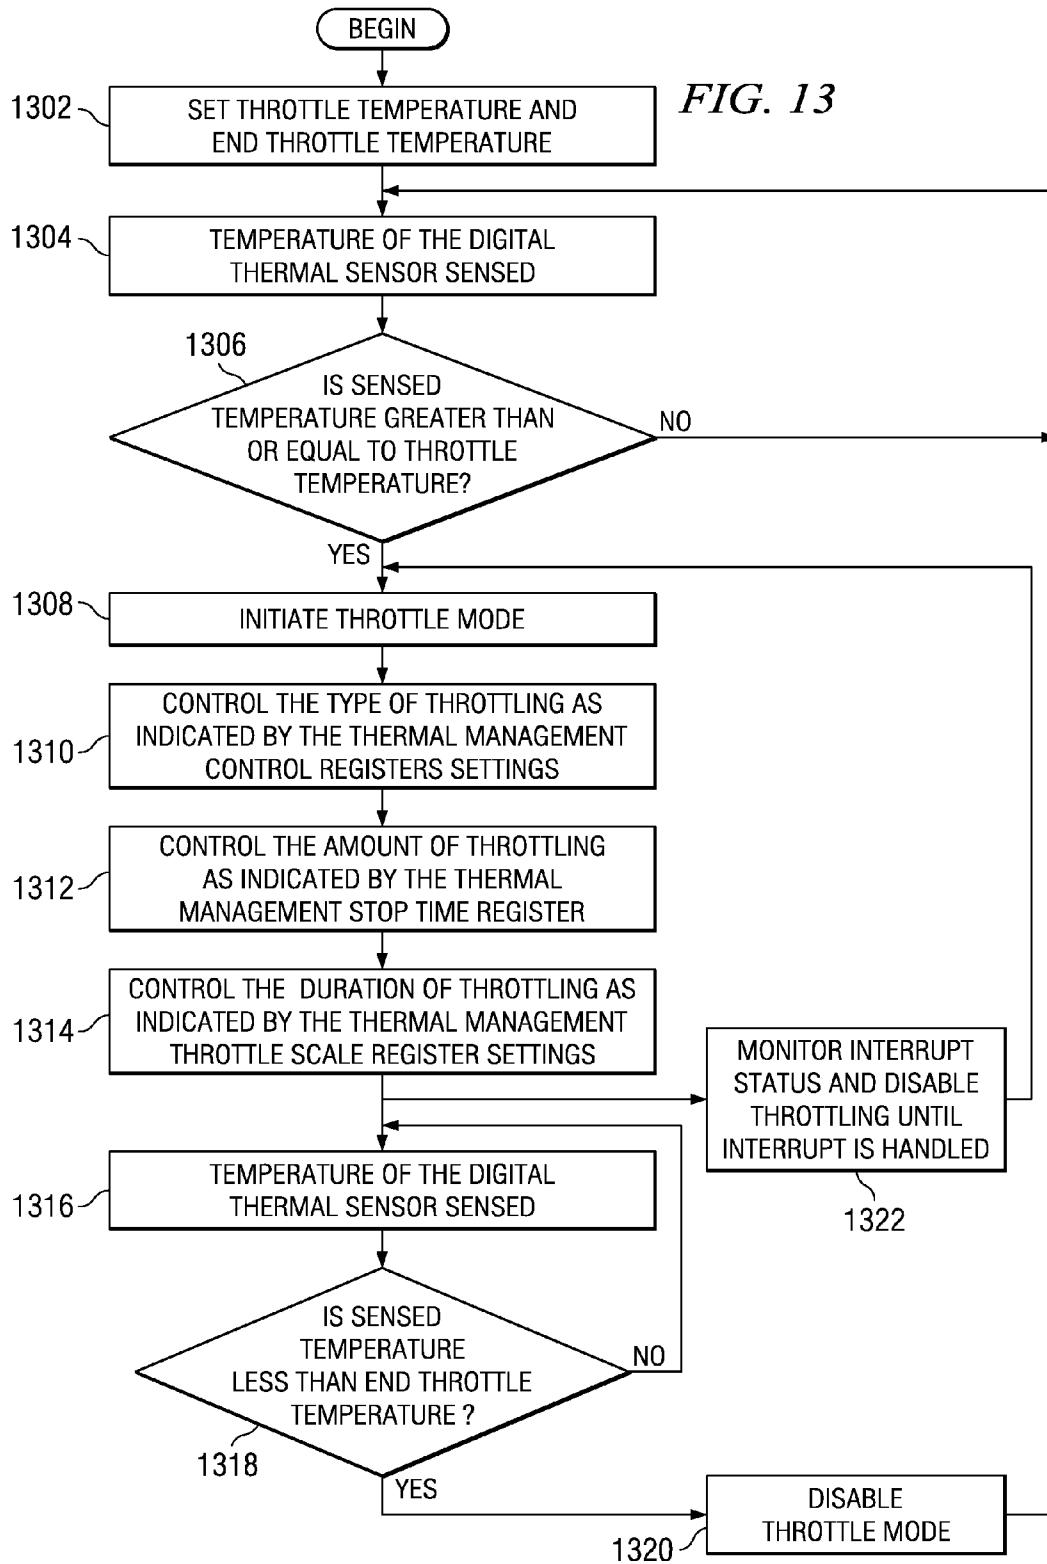 BEGIN
FIG. 13
1302
SET THROTTLE TEMPERATURE AND
END THROTTLE TEMPERATURE
1304
TEMPERATURE OF THE DIGITAL
THERMAL SENSOR SENSED
1306
IS SENSED
TEMPERATURE GREATER THAN
OR EQUAL TO THROTTLE
TEMPERATURE?
NO
YES
1308
INITIATE THROTTLE MODE
1310
CONTROL THE TYPE OF THROTTLING AS
INDICATED BY THE THERMAL MANAGEMENT
CONTROL REGISTERS SETTINGS
1312
CONTROL THE AMOUNT OF THROTTLING
AS INDICATED BY THE THERMAL
MANAGEMENT STOP TIME REGISTER
1314
CONTROL THE DURATION OF THROTTLING AS
INDICATED BY THE THERMAL MANAGEMENT
THROTTLE SCALE REGISTER SETTINGS
MONITOR INTERRUPT
STATUS AND DISABLE
THROTTLING UNTIL
INTERRUPT IS HANDLED
1322
1316
TEMPERATURE OF THE DIGITAL
THERMAL SENSOR SENSED
IS SENSED
TEMPERATURE
LESS THAN END THROTTLE
TEMPERATURE ?
NO
1318
YES
DISABLE
THROTTLE MODE
1320